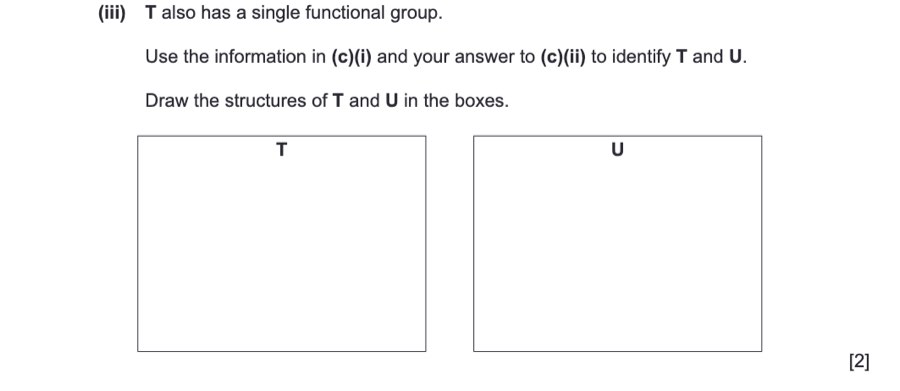 (iii) T also has a single functional group.
Use the information in (c)(i) and your answer to (c)(ii) to identify T and U.
Draw the structures of T and U in the boxes.
T
U
[2]